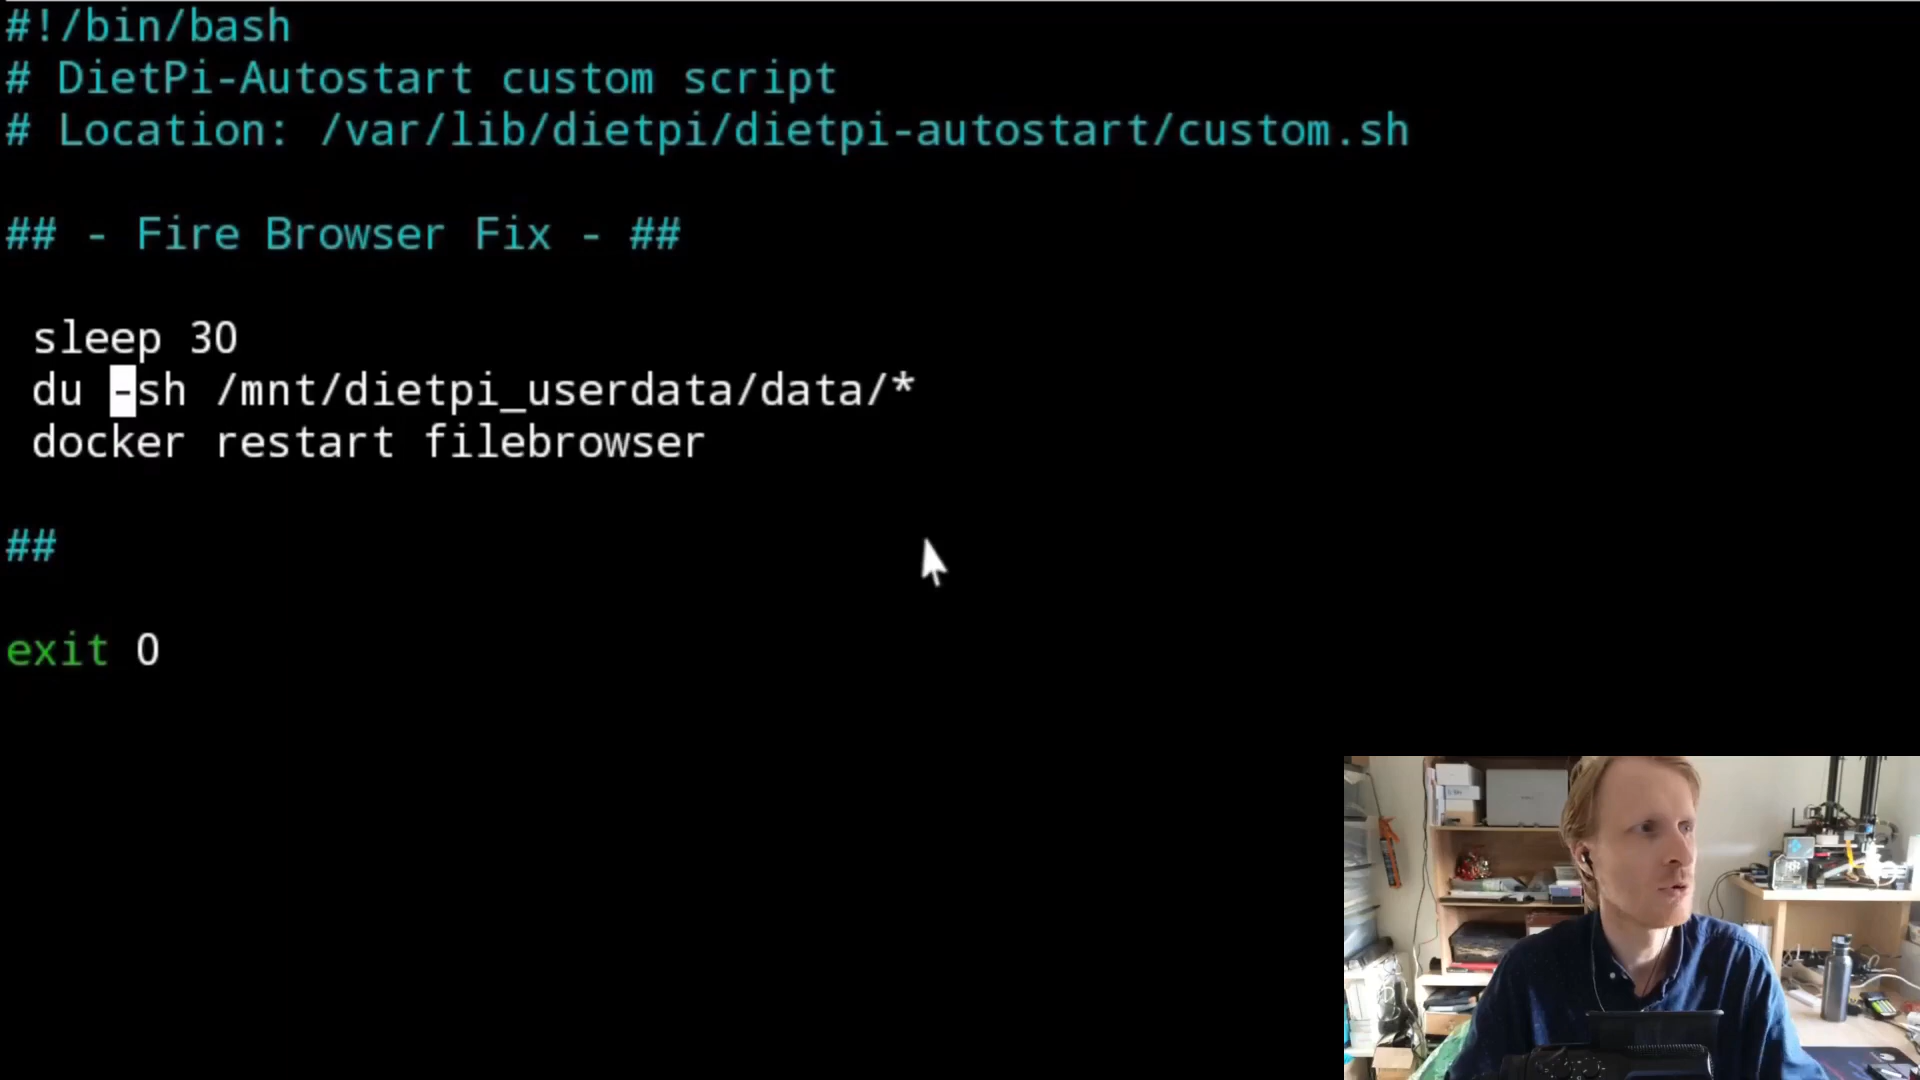 #!/bin/bash
# DietPi-Autostart custom script
# Location: /var/lib/dietpi/dietpi-autostart/custom.sh
## - Fire Browser Fix - ##
sleep 30
du -sh /mnt/dietpi_userdata/data/*
docker restart filebrowser
##
exit 0